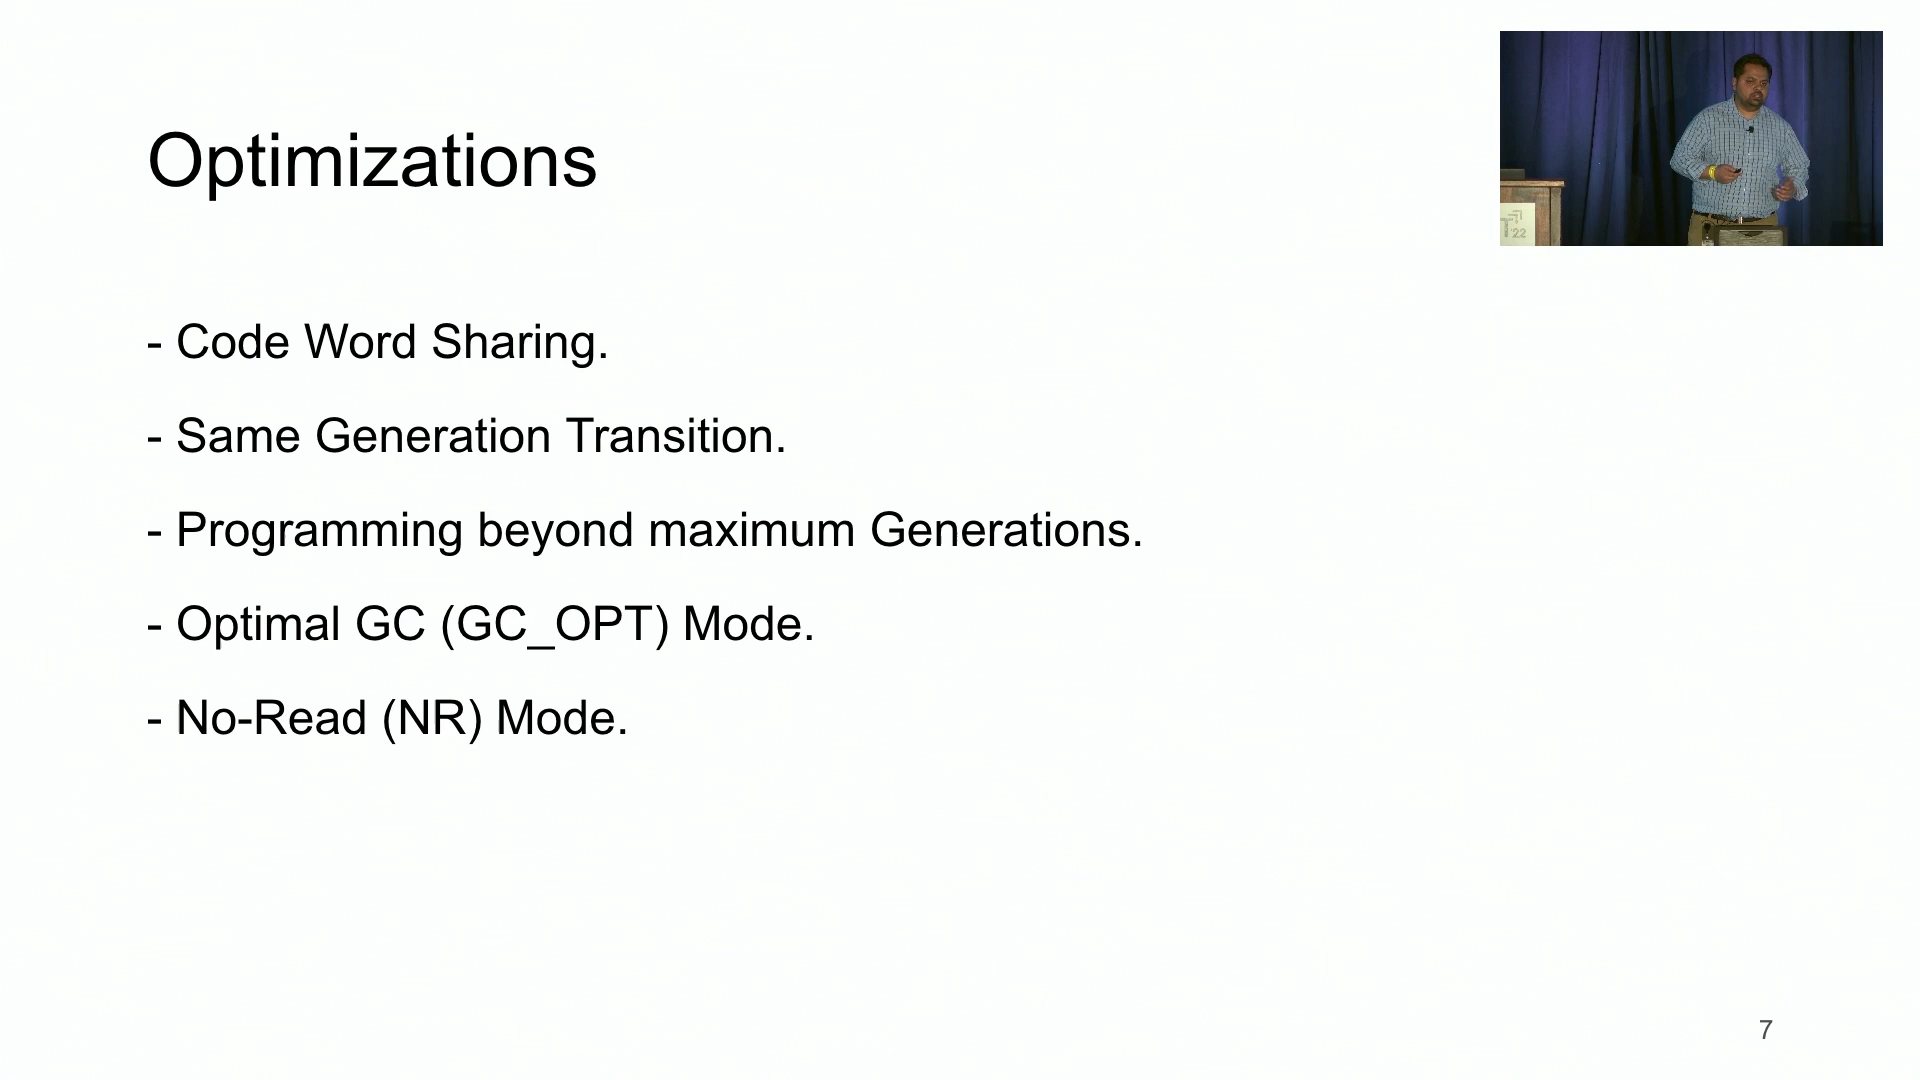 Optimizations
- Code Word Sharing.
- Same Generation Transition.
- Programming beyond maximum Generations.
- Optimal GC (GC_OPT) Mode.
- No-Read (NR) Mode.
T '22
7